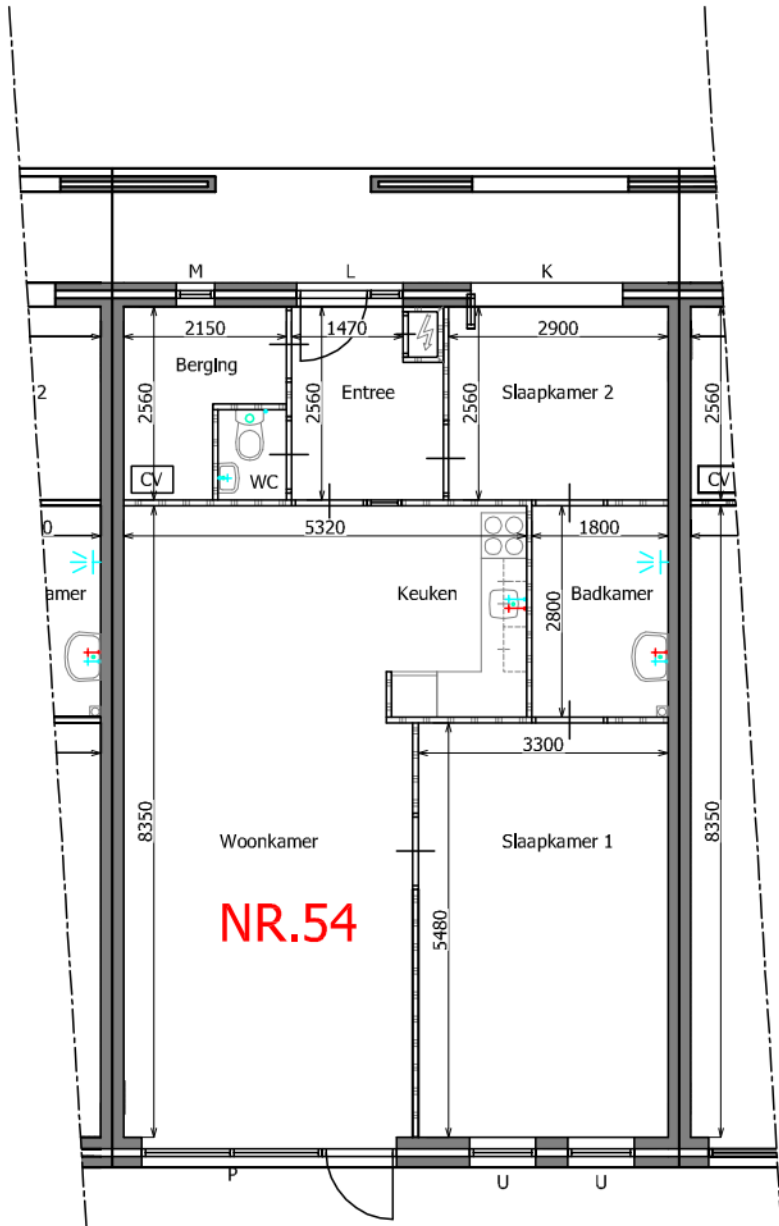 M L K
2150 1470 2900
Berging
2560 Entree 2560 2560 Slaapkamer 2 2560
2
CV WC CV
0 5320 1800
amer Keuken 2800 Badkamer
3300
8350 Woonkamer Slaapkamer 1 8350
NR.54 5480
P U U